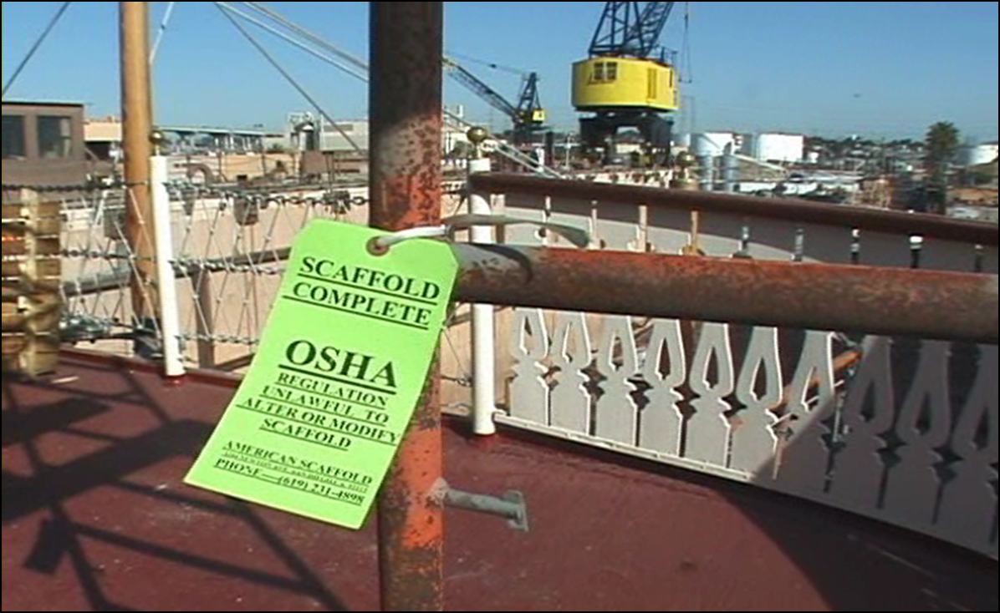 SCAFFOLD
COMPLETE
OSHA
REGULATION
UNLAWFUL TO
ALTER OR MODIFY
SCAFFOLD
AMERICAN SCAFFOLD
PHONE—(619) 231-4898